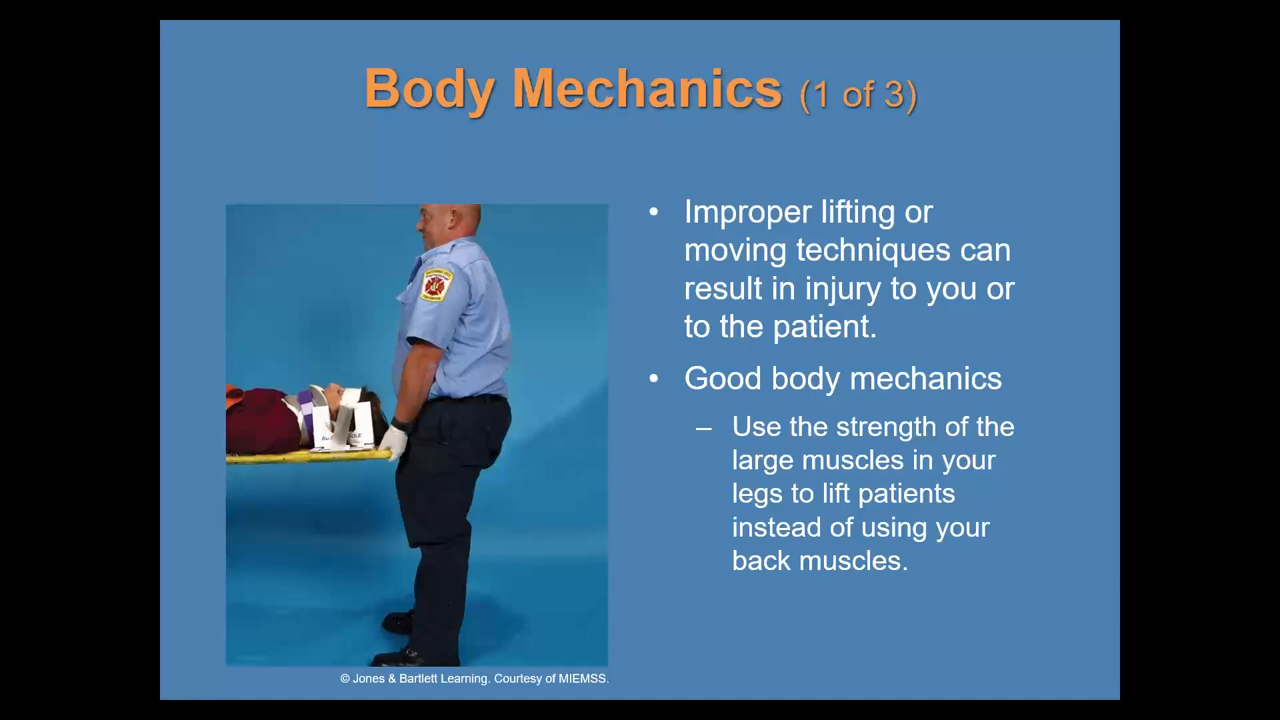 Body Mechanics (1 of 3)
• Improper lifting or
moving techniques can
result in injury to you or
to the patient.
• Good body mechanics
– Use the strength of the
large muscles in your
legs to lift patients
instead of using your
back muscles.
© Jones & Bartlett Learning. Courtesy of MIEMSS.